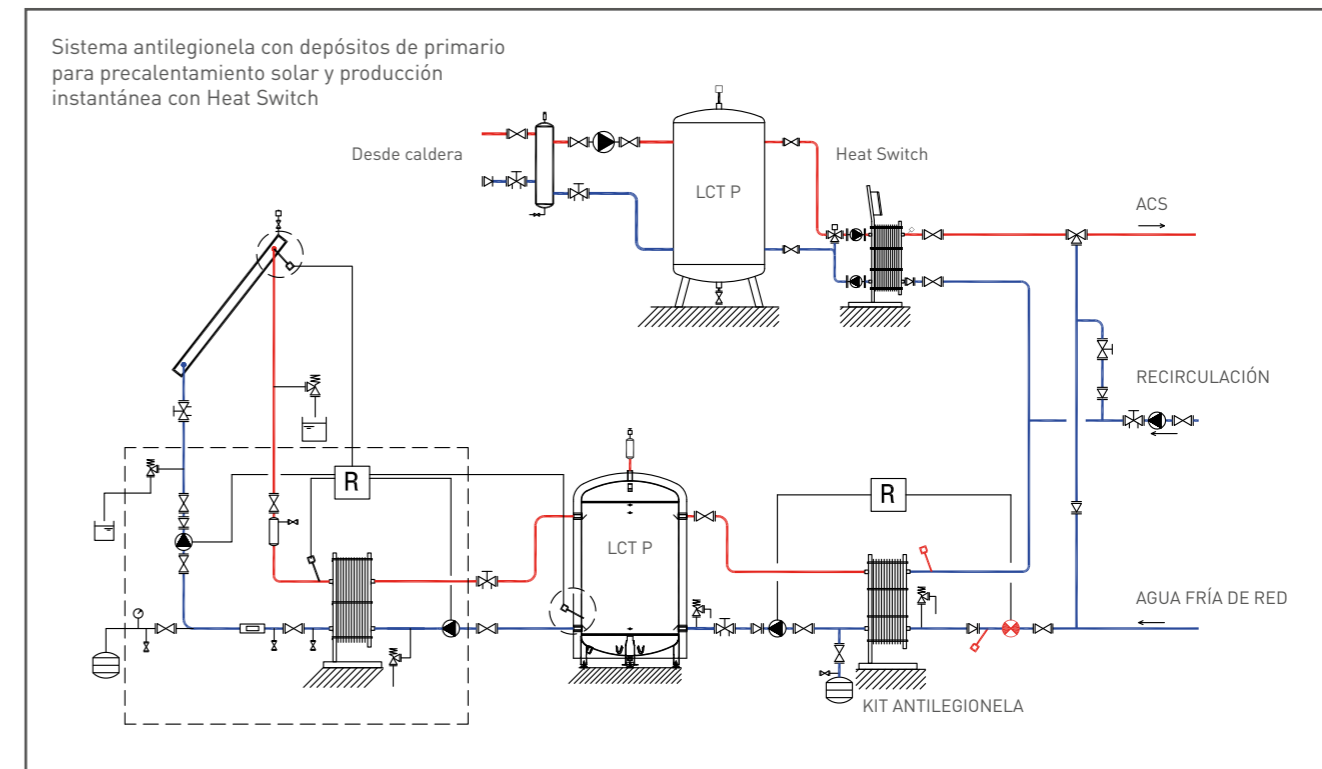 Sistema antilegionela con depósitos de primario
para precalentamiento solar y producción
instantánea con Heat Switch
Desde caldera
LCT P
Heat Switch
ACS
RECIRCULACIÓN
R
LCT P
R
AGUA FRÍA DE RED
KIT ANTILEGIONELA